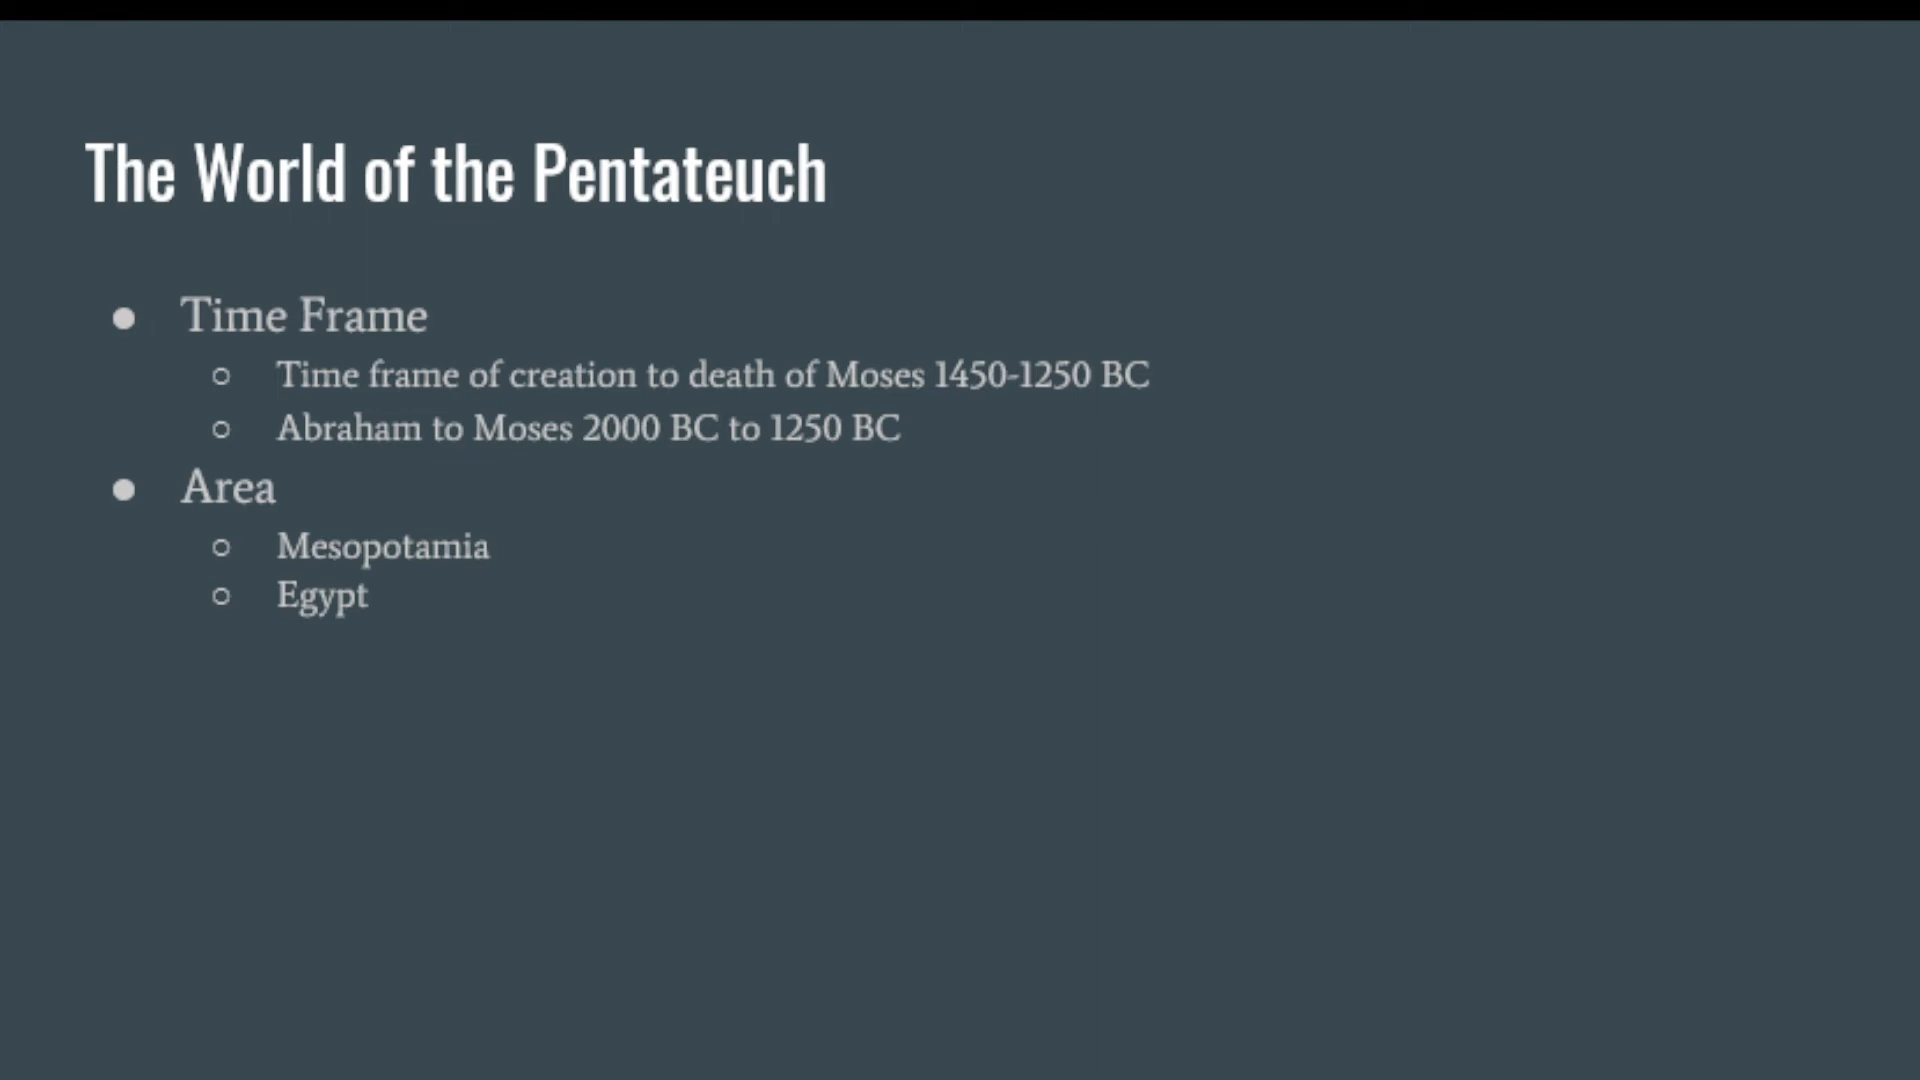 The World of the Pentateuch
● Time Frame
○ Time frame of creation to death of Moses 1450-1250 BC
○ Abraham to Moses 2000 BC to 1250 BC
● Area
○ Mesopotamia
○ Egypt